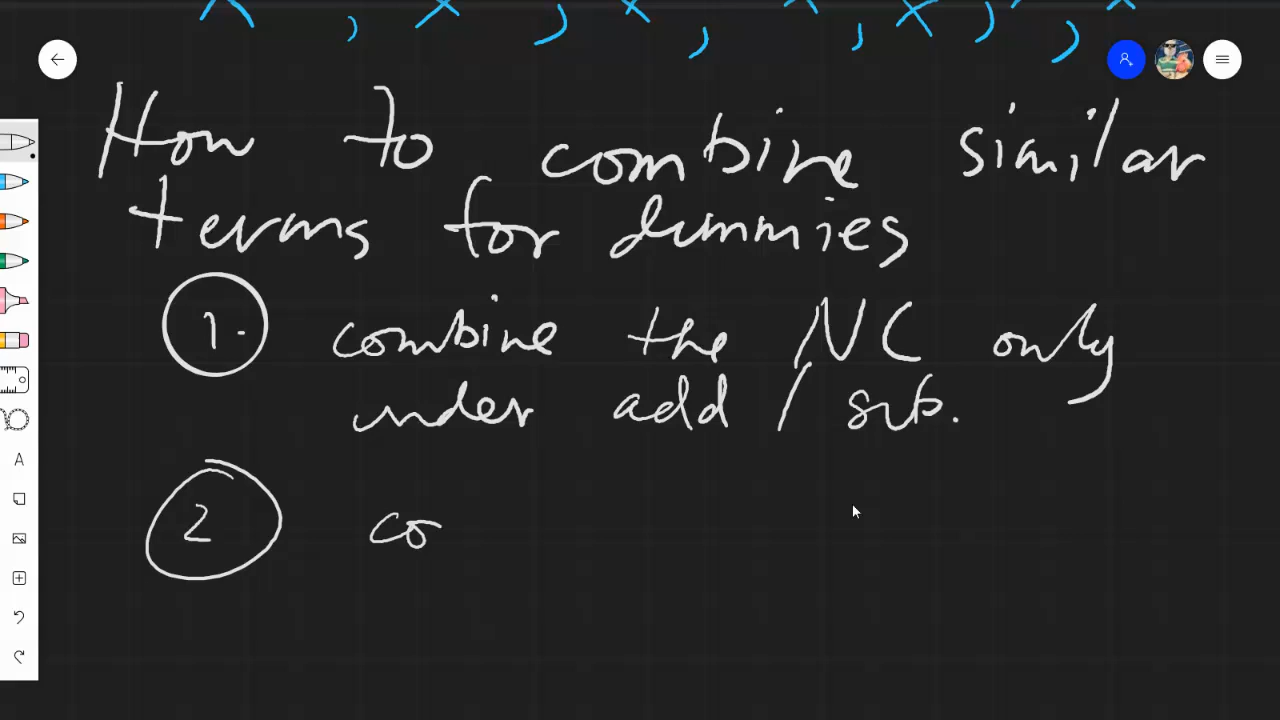 x , x , x , x , x , x , x
How to combine similar
terms for dummies
1. combine the NC only
under add / sub.
2 co
A